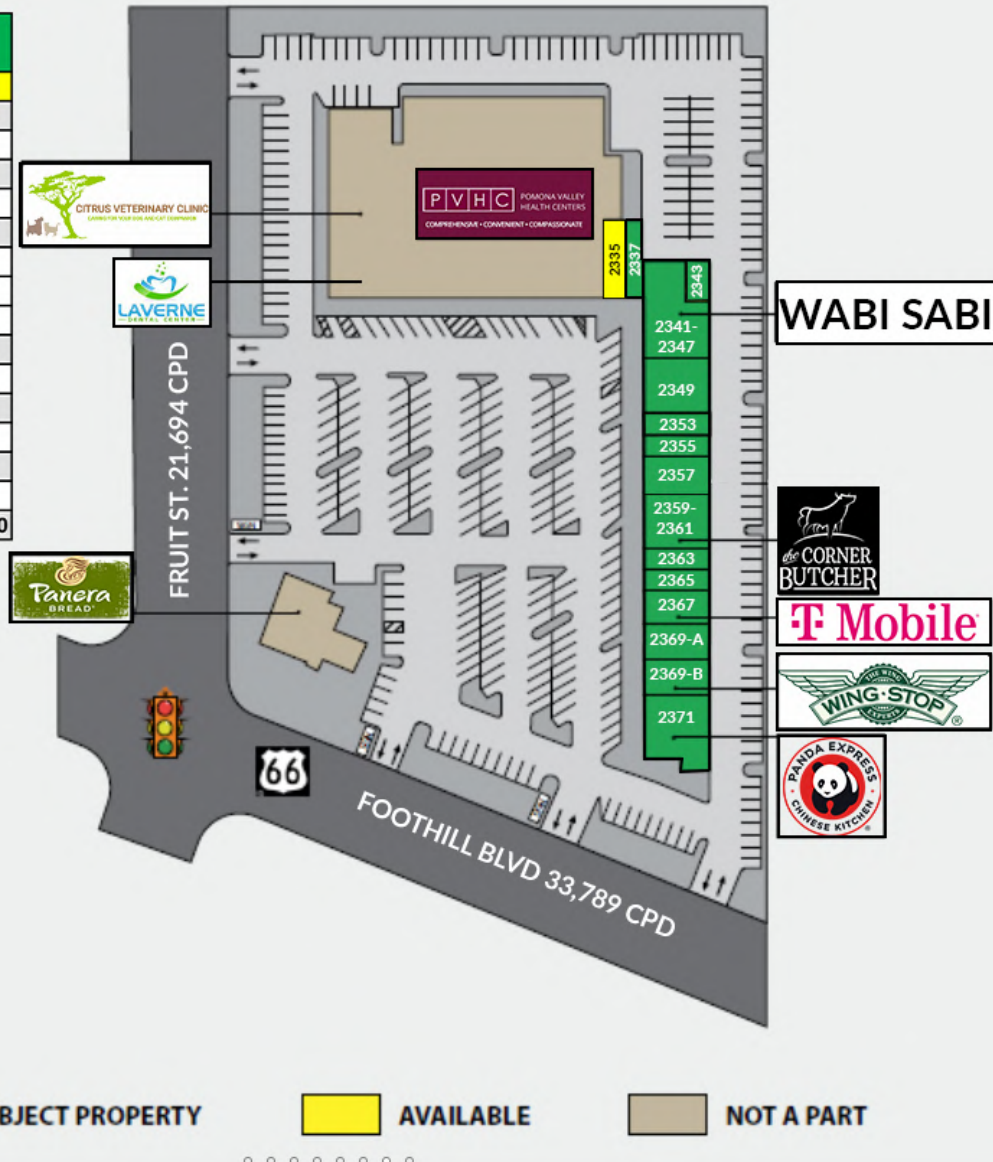 CITRUS VETERINARY CLINIC
LAVERNE
DENTAL CENTER
PVHC
POMONA VALLEY
HEALTH CENTERS
COMPREHENSIVE • CONVENIENT • COMPASSIONATE
2335
2337
2343
WABI SABI
2341-
2347
2349
2353
2355
2357
2359-
2361
2363
2365
2367
2369-A
2369-B
2371
FRUIT ST. 21,694 CPD
0
Panera
BREAD®
the CORNER
BUTCHER
T Mobile
THE WING
WING·STOP
EXPERTS
®
PANDA EXPRESS
CHINESE KITCHEN
®
66
FOOTHILL BLVD 33,789 CPD
BJECT PROPERTY
AVAILABLE
NOT A PART